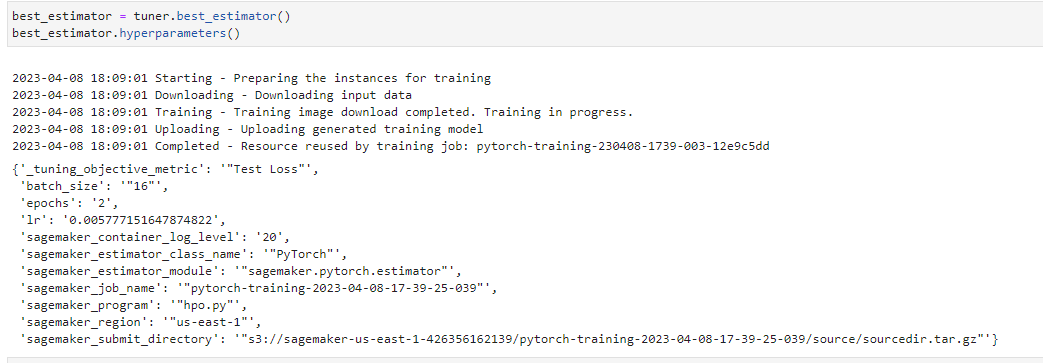 best_estimator = tuner.best_estimator()
best_estimator.hyperparameters()
2023-04-08 18:09:01 Starting - Preparing the instances for training
2023-04-08 18:09:01 Downloading - Downloading input data
2023-04-08 18:09:01 Training - Training image download completed. Training in progress.
2023-04-08 18:09:01 Uploading - Uploading generated training model
2023-04-08 18:09:01 Completed - Resource reused by training job: pytorch-training-230408-1739-003-12e9c5dd
{'_tuning_objective_metric': '"Test Loss"',
 'batch_size': '"16"',
 'epochs': '2',
 'lr': '0.005777151647874822',
 'sagemaker_container_log_level': '20',
 'sagemaker_estimator_class_name': '"PyTorch"',
 'sagemaker_estimator_module': '"sagemaker.pytorch.estimator"',
 'sagemaker_job_name': '"pytorch-training-2023-04-08-17-39-25-039"',
 'sagemaker_program': '"hpo.py"',
 'sagemaker_region': '"us-east-1"',
 'sagemaker_submit_directory': '"s3://sagemaker-us-east-1-426356162139/pytorch-training-2023-04-08-17-39-25-039/source/sourcedir.tar.gz"'}